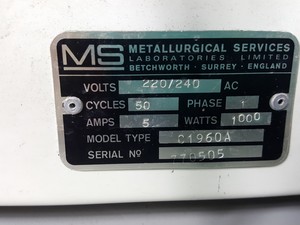 MS METALLURGICAL SERVICES
LABORATORIES LIMITED
BETCHWORTH - SURREY - ENGLAND
VOLTS 220/240 AC
CYCLES 50 PHASE 1
AMPS 5 WATTS 1000
MODEL TYPE C1960A
SERIAL NO 770505